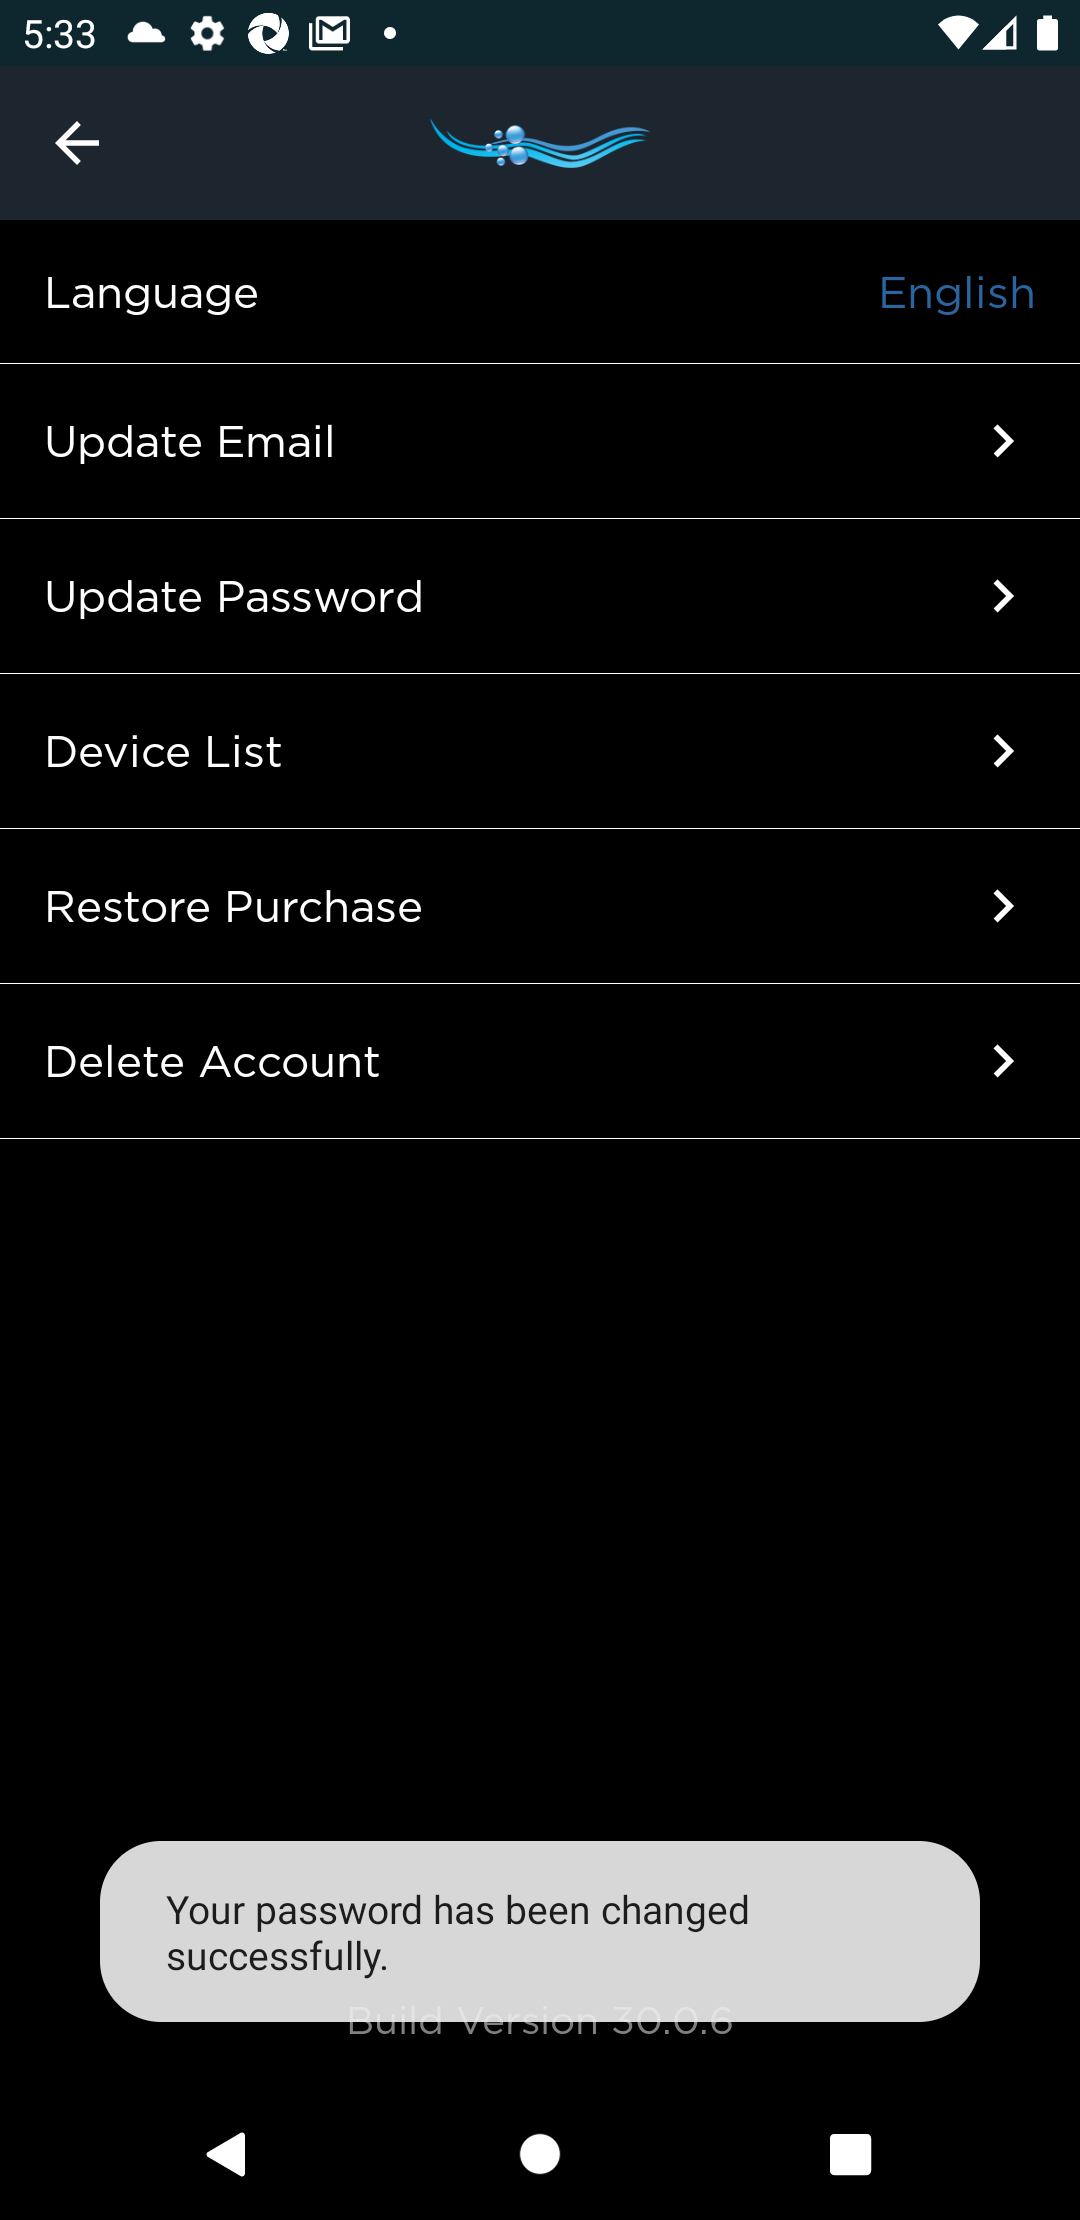 5:33
Language English
Update Email
Update Password
Device List
Restore Purchase
Delete Account
Your password has been changed
successfully.
Build Version 30.0.6